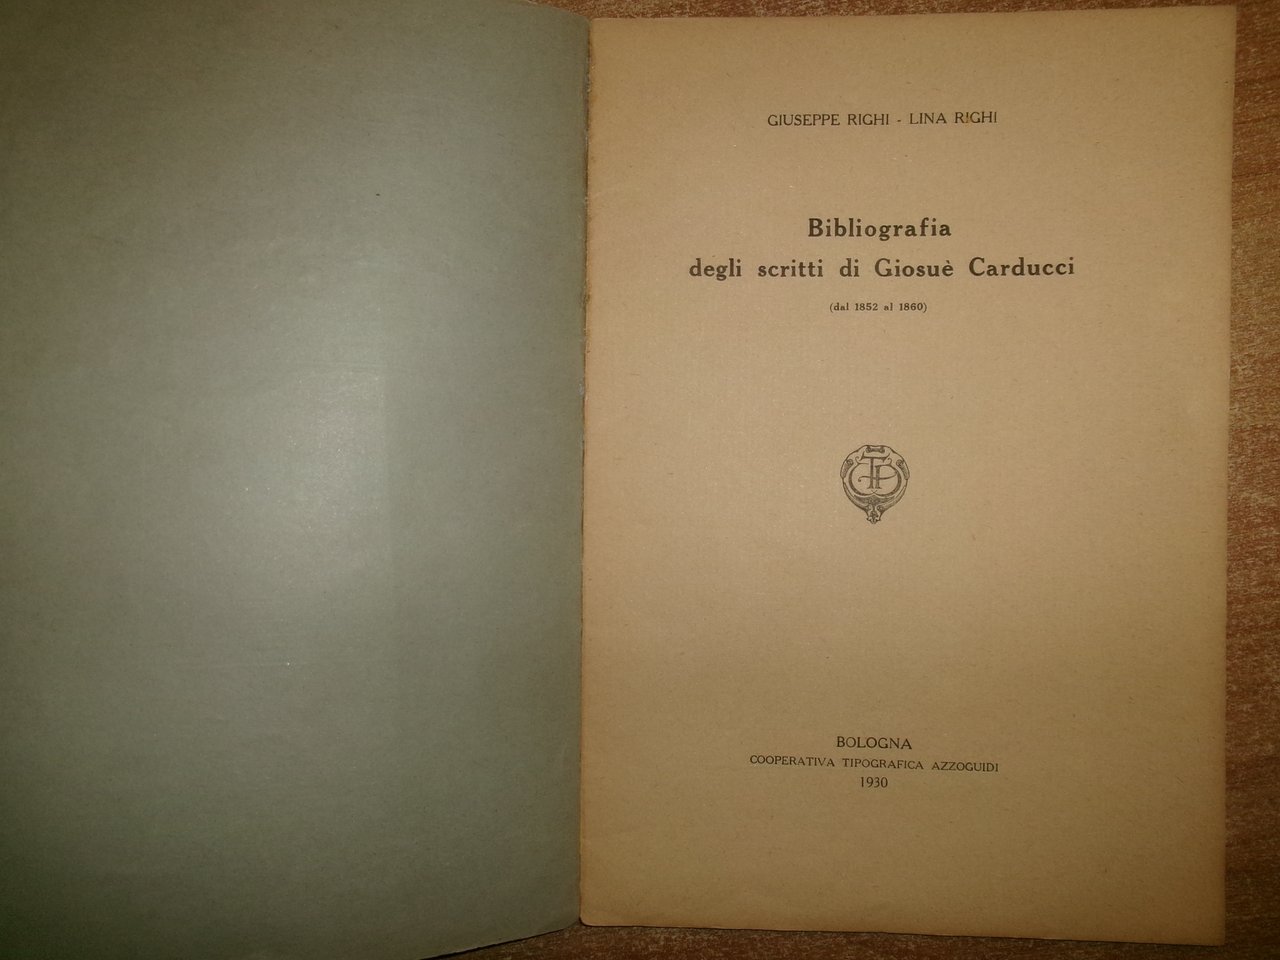 GIUSEPPE RIGHI - LINA RIGHI
Bibliografia
degli scritti di Giosuè Carducci
(dal 1852 al 1860)
BOLOGNA
COOPERATIVA TIPOGRAFICA AZZOGUIDI
1930